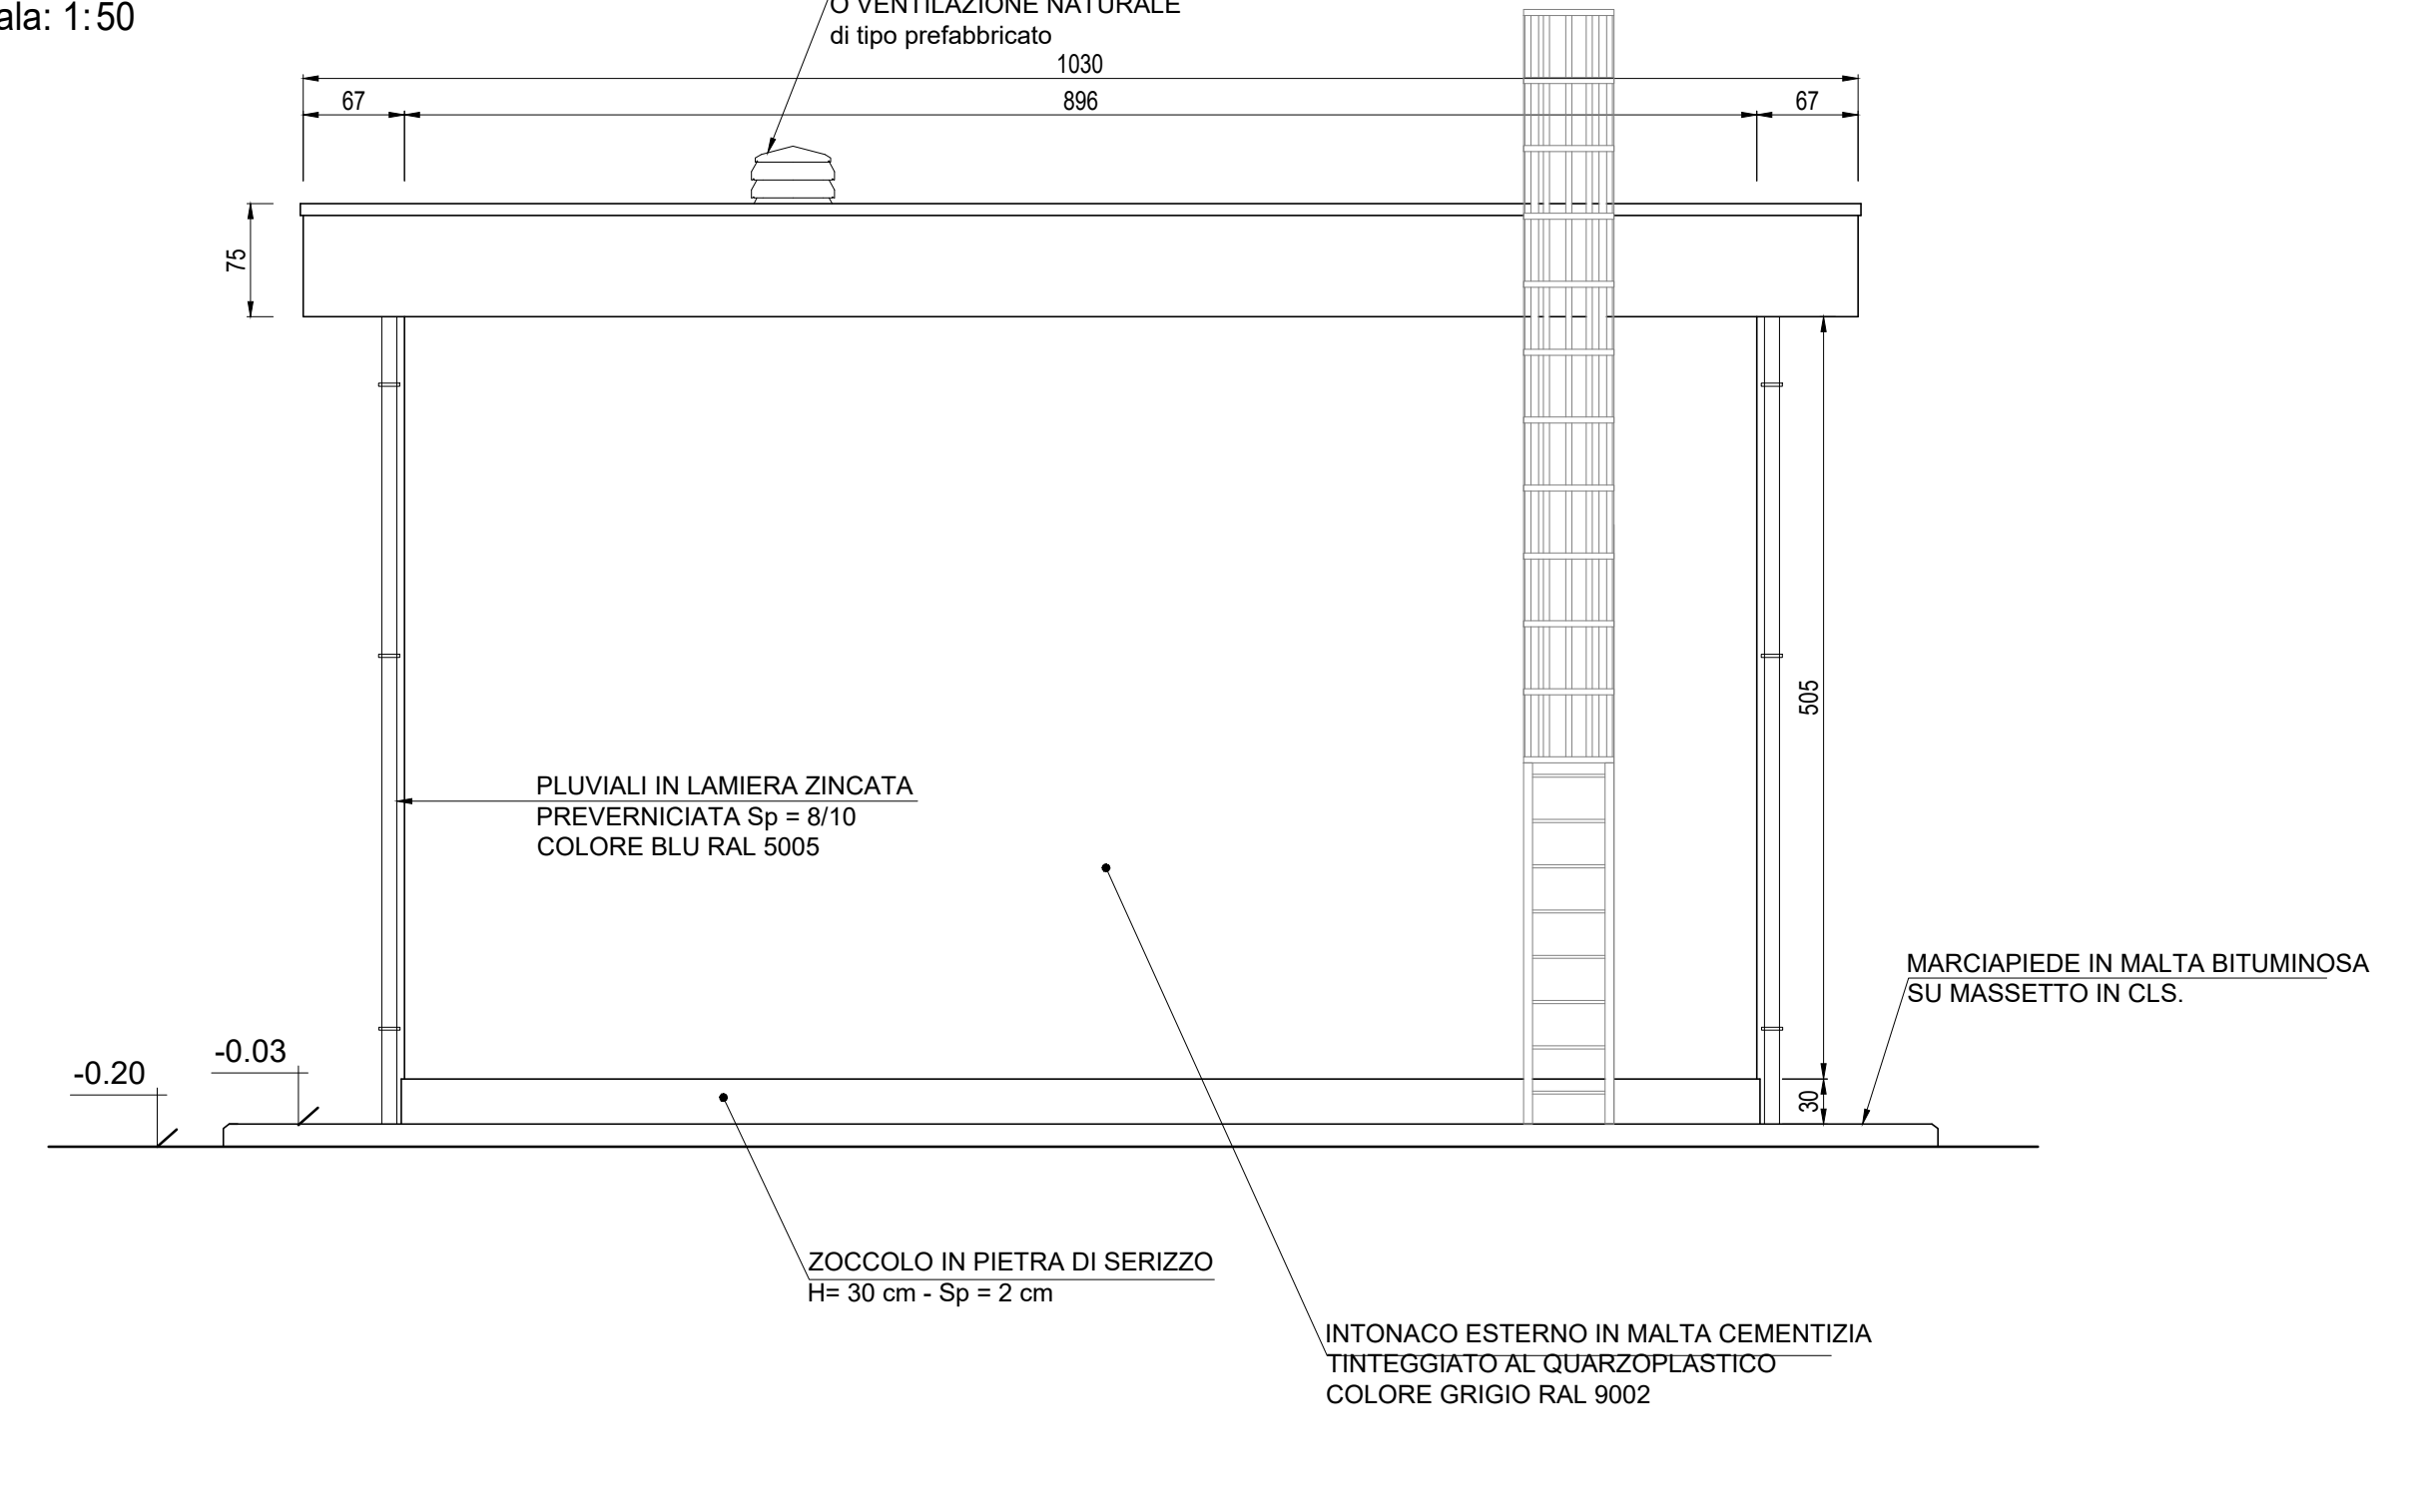 ala: 1:50
O VENTILAZIONE NATURALE
di tipo prefabbricato
1030
67
896
67
75
505
PLUVIALI IN LAMIERA ZINCATA
PREVERNICIATA Sp = 8/10
COLORE BLU RAL 5005
MARCIAPIEDE IN MALTA BITUMINOSA
SU MASSETTO IN CLS.
-0.03
-0.20
30
ZOCCOLO IN PIETRA DI SERIZZO
H= 30 cm - Sp = 2 cm
INTONACO ESTERNO IN MALTA CEMENTIZIA
TINTEGGIATO AL QUARZOPLASTICO
COLORE GRIGIO RAL 9002